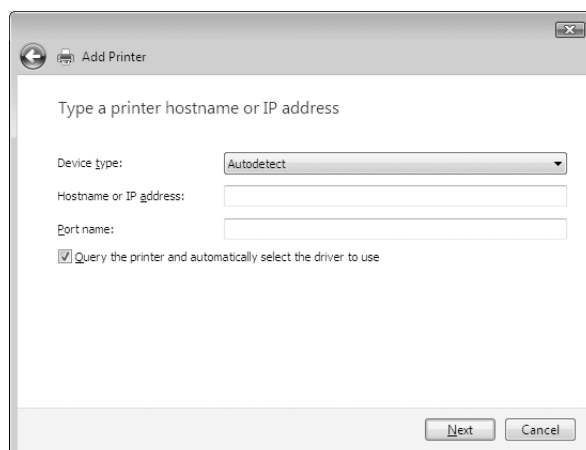 Add Printer
Type a printer hostname or IP address
Device type: Autodetect
Hostname or IP address:
Port name:
Query the printer and automatically select the driver to use
Next Cancel